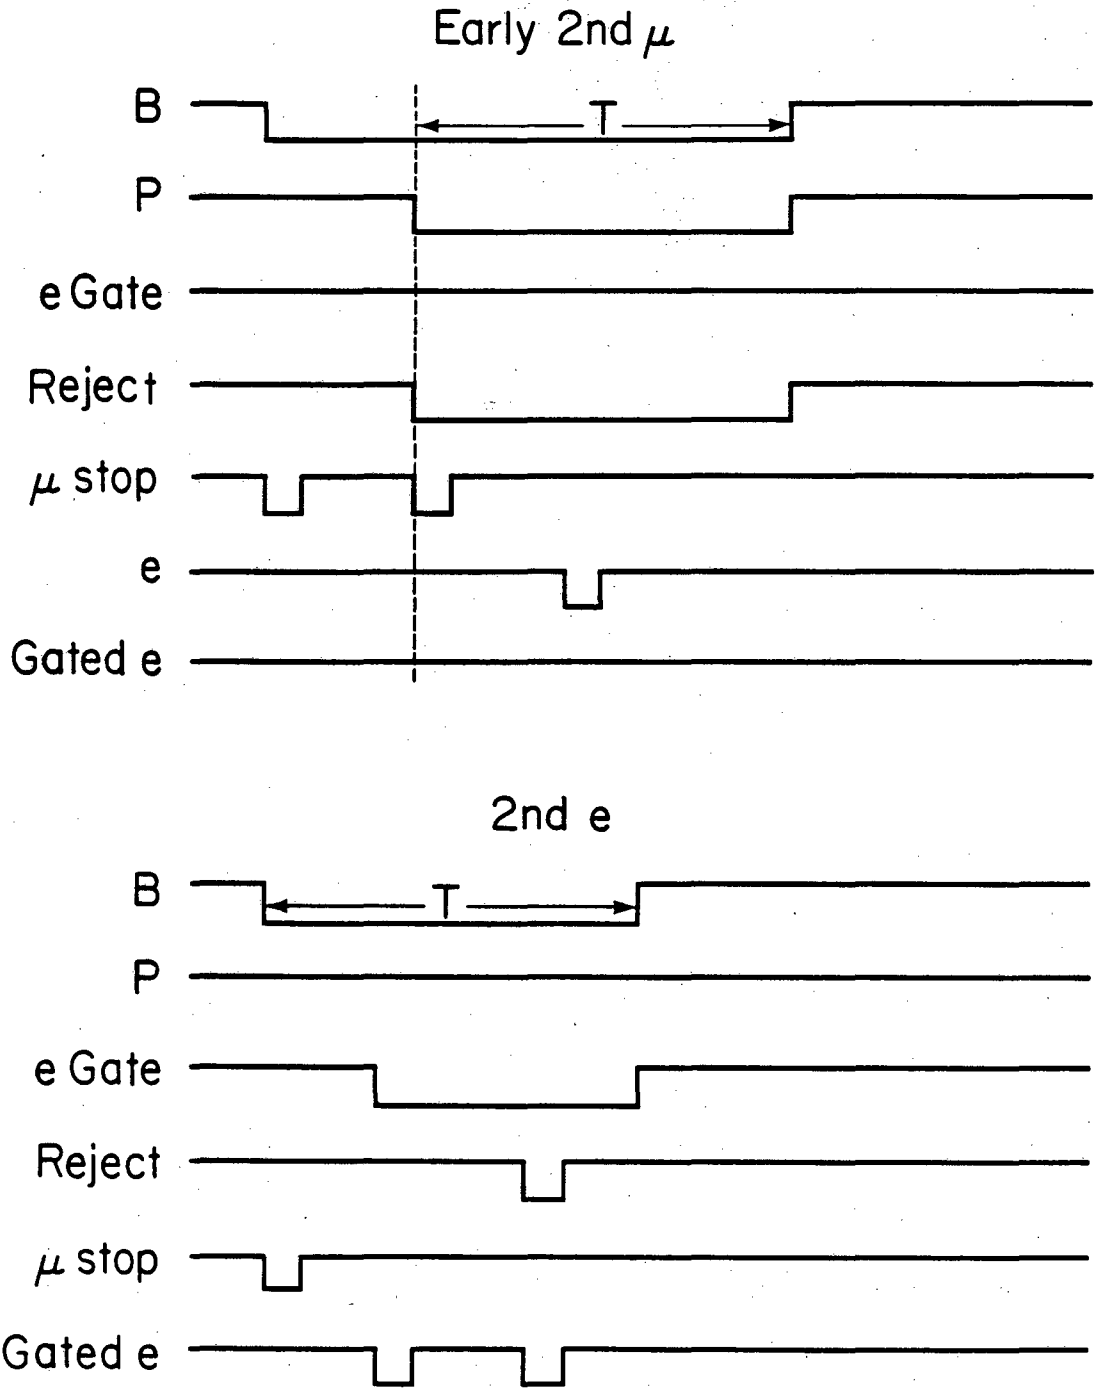 Early 2nd μ
B
T
P
e Gate
Reject
μ stop
e
Gated e
2nd e
B
T
P
e Gate
Reject
μ stop
Gated e